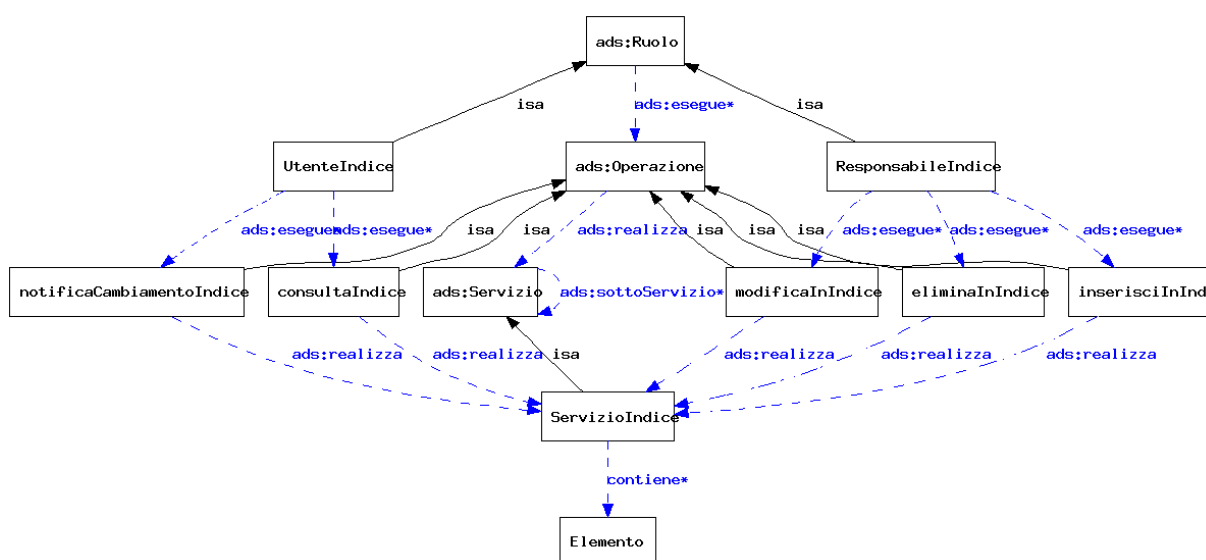 ads:Ruolo
isa
ads:esegue*
isa
UtenteIndice
ads:Operazione
ResponsabileIndice
ads:esegue*
ads:esegue*
isa
isa
ads:realizza
isa
isa
isa
ads:esegue*
ads:esegue*
ads:esegue*
notificaCambiamentoIndice
consultaIndice
ads:Servizio
ads:sottoServizio*
modificaInIndice
eliminaInIndice
inserisciInInd
ads:realizza
ads:realizza
isa
ads:realizza
ads:realizza
ads:realizza
ServizioIndice
contiene*
Elemento